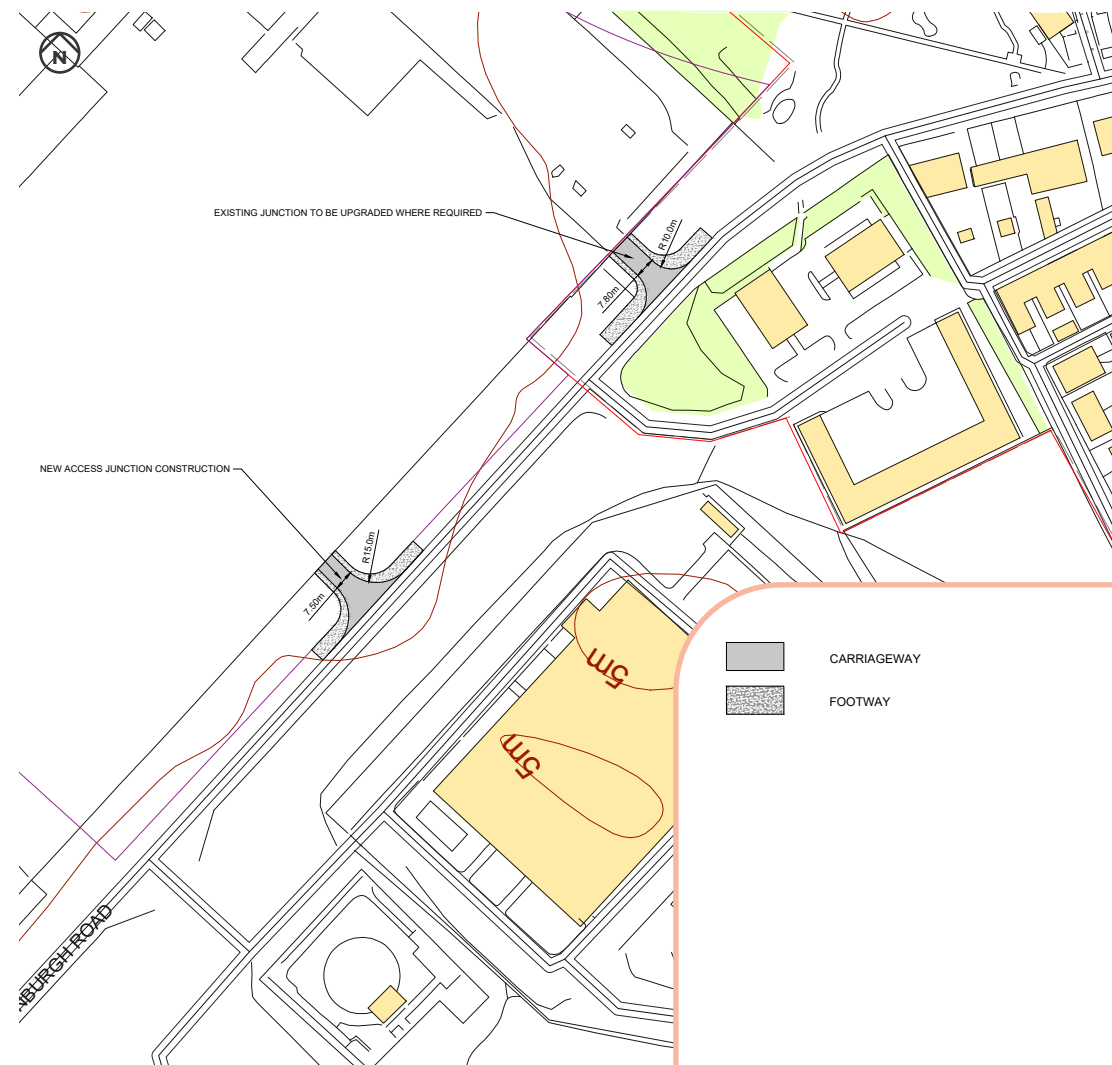 N
EXISTING JUNCTION TO BE UPGRADED WHERE REQUIRED
R10.0m
7.80m
NEW ACCESS JUNCTION CONSTRUCTION
R15.0m
7.50m
5m
5m
CARRIAGEWAY
FOOTWAY
NBURGH ROAD